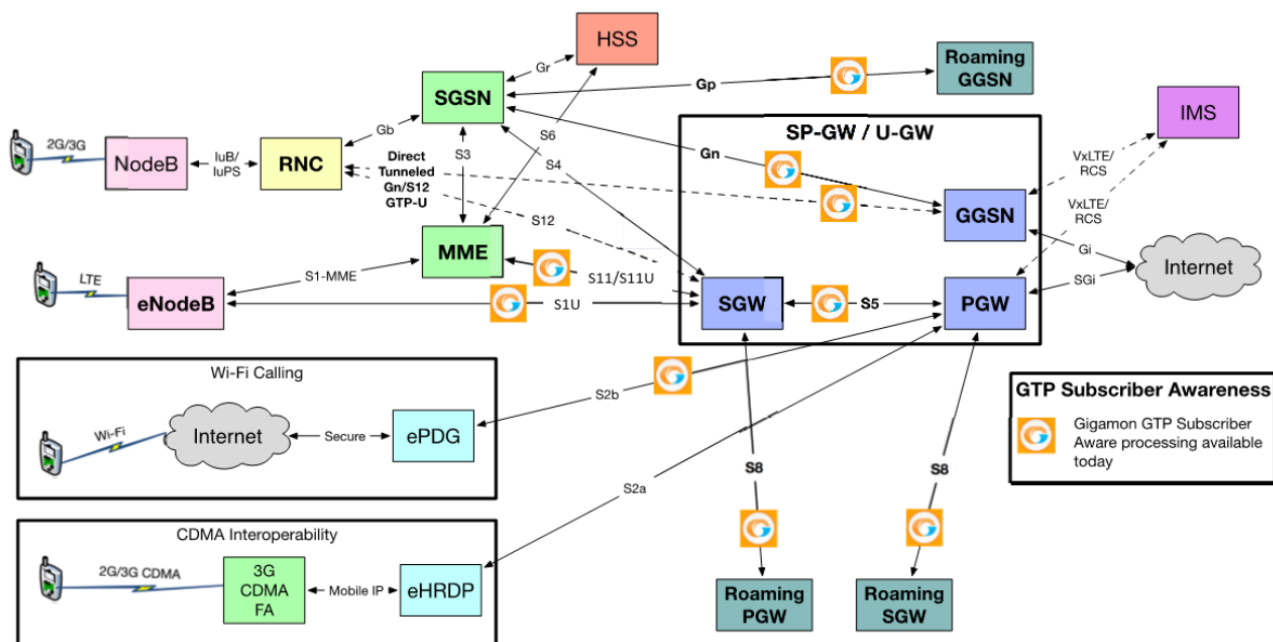 HSS
Roaming
GGSN
Gr
Gp
SGSN
IMS
SP-GW / U-GW
Gb
S6
2G/3G
NodeB
IuB/
IuPS
RNC
Direct
Tunneled
Gn/S12
GTP-U
S3
S4
Gn
VxLTE/
RCS
GGSN
VxLTE/
RCS
S12
MME
Gi
Internet
S1-MME
S11/S11U
SGi
LTE
eNodeB
S1U
SGW
S5
PGW
Wi-Fi Calling
S2b
GTP Subscriber Awareness
Wi-Fi
Internet
Secure
ePDG
Gigamon GTP Subscriber
Aware processing available
today
S8
S8
S2a
CDMA Interoperability
2G/3G CDMA
3G
CDMA
FA
Mobile IP
eHRDP
Roaming
PGW
Roaming
SGW